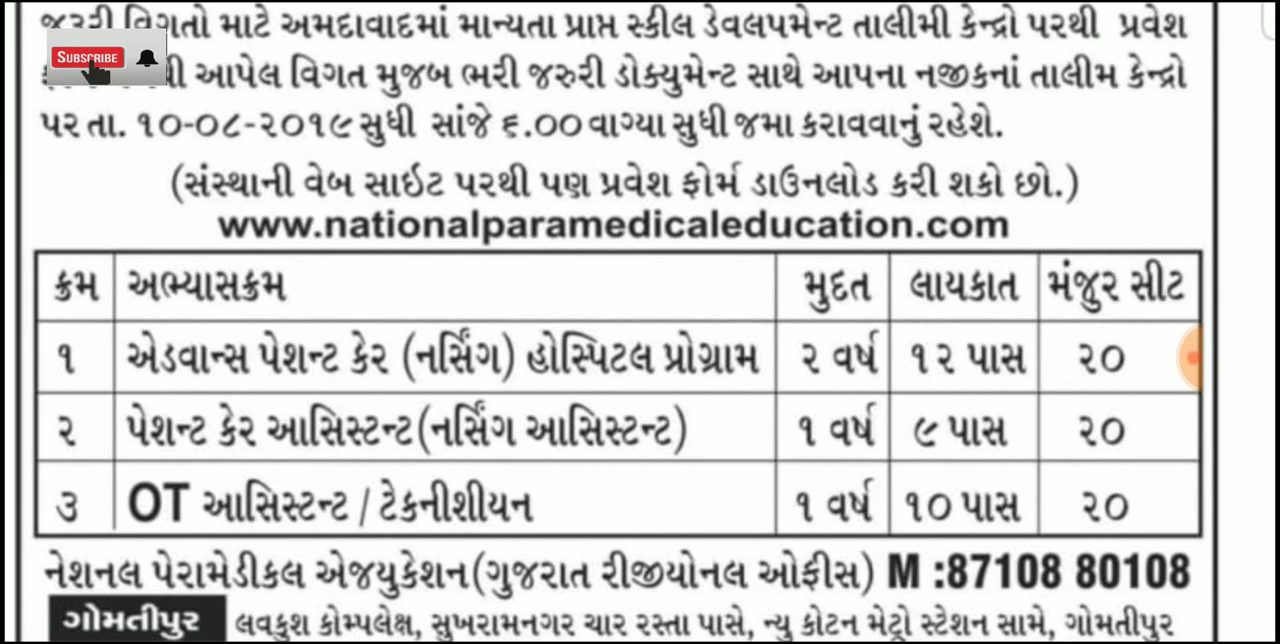 જરૂરી વિગતો માટે અમદાવાદમાં માન્યતા પ્રાપ્ત સ્કીલ ડેવલપમેન્ટ તાલીમી કેન્દ્રો પરથી પ્રવેશ
SUBSCRIBE
આપેલ વિગત મુજબ ભરી જરુરી ડોક્યુમેન્ટ સાથે આપના નજીકનાં તાલીમ કેન્દ્રો
પર તા. ૧૦-૦૮-૨૦૧૯ સુધી સાંજે ૬.૦૦ વાગ્યા સુધી જમા કરાવવાનું રહેશે.
(સંસ્થાની વેબ સાઇટ પરથી પણ પ્રવેશ ફોર્મ ડાઉનલોડ કરી શકો છો.)
www.nationalparamedicaleducation.com
ક્રમ અભ્યાસક્રમ મુદત લાયકાત મંજુર સીટ
૧ એડવાન્સ પેશન્ટ કેર (નર્સિંગ) હોસ્પિટલ પ્રોગ્રામ ૨ વર્ષ ૧૨ પાસ ૨૦
૨ પેશન્ટ કેર આસિસ્ટન્ટ(નર્સિંગ આસિસ્ટન્ટ) ૧ વર્ષ ૯ પાસ ૨૦
૩ OT આસિસ્ટન્ટ / ટેકનીશીયન ૧ વર્ષ ૧૦ પાસ ૨૦
નેશનલ પેરામેડીકલ એજયુકેશન(ગુજરાત રીજીયોનલ ઓફીસ) M :87108 80108
ગોમતીપુર લવકુશ કોમ્પલેક્ષ, સુખરામનગર ચાર રસ્તા પાસે, ન્યુ કોટન મેટ્રો સ્ટેશન સામે, ગોમતીપુર